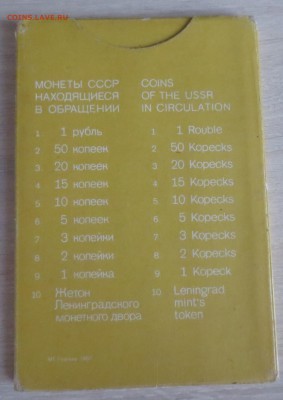 COINS.LAVE.RU
МОНЕТЫ СССР
НАХОДЯЩИЕСЯ
В ОБРАЩЕНИИ
1 1 рубль
2 50 копеек
3 20 копеек
4 15 копеек
5 10 копеек
6 5 копеек
7 3 копейки
8 2 копейки
9 1 копейка
10 Жетон
Ленинградского
монетного двора
COINS
OF THE USSR
IN CIRCULATION
1 1 Rouble
2 50 Kopecks
3 20 Kopecks
4 15 Kopecks
5 10 Kopecks
6 5 Kopecks
7 3 Kopecks
8 2 Kopecks
9 1 Kopeck
10 Leningrad
mint's
token